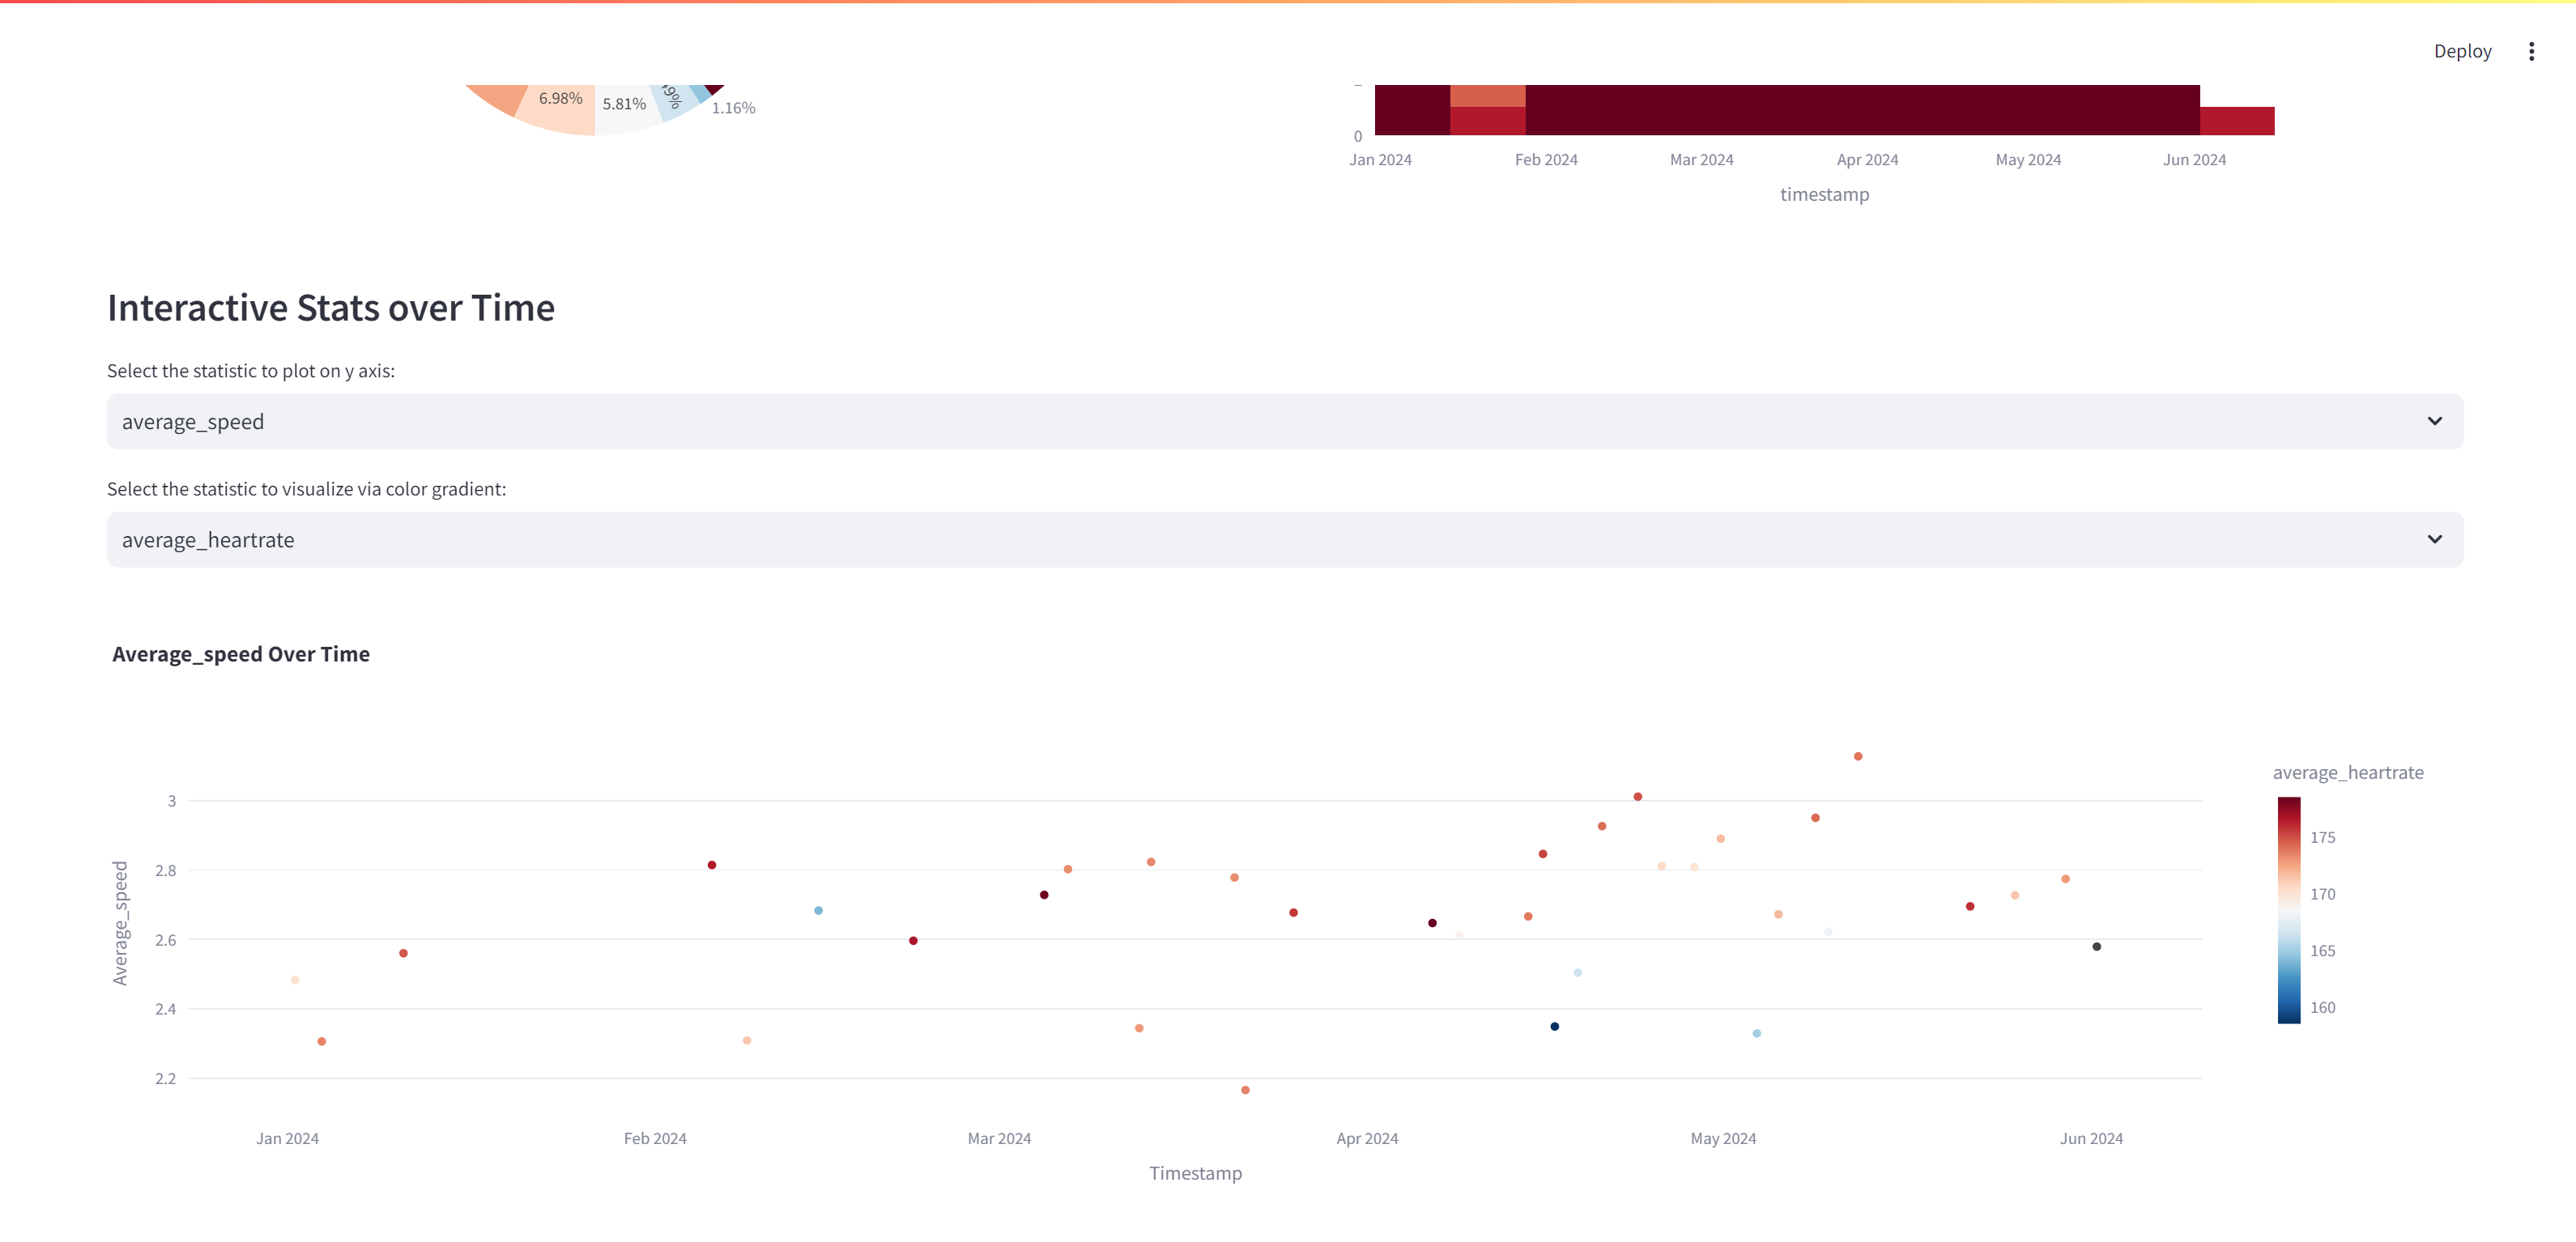 Deploy
6.98%
5.81%
1.16%
0
Jan 2024 Feb 2024 Mar 2024 Apr 2024 May 2024 Jun 2024
timestamp
Interactive Stats over Time
Select the statistic to plot on y axis:
average_speed
Select the statistic to visualize via color gradient:
average_heartrate
Average_speed Over Time
Average_speed
3
2.8
2.6
2.4
2.2
Jan 2024 Feb 2024 Mar 2024 Apr 2024 May 2024 Jun 2024
Timestamp
average_heartrate
175
170
165
160